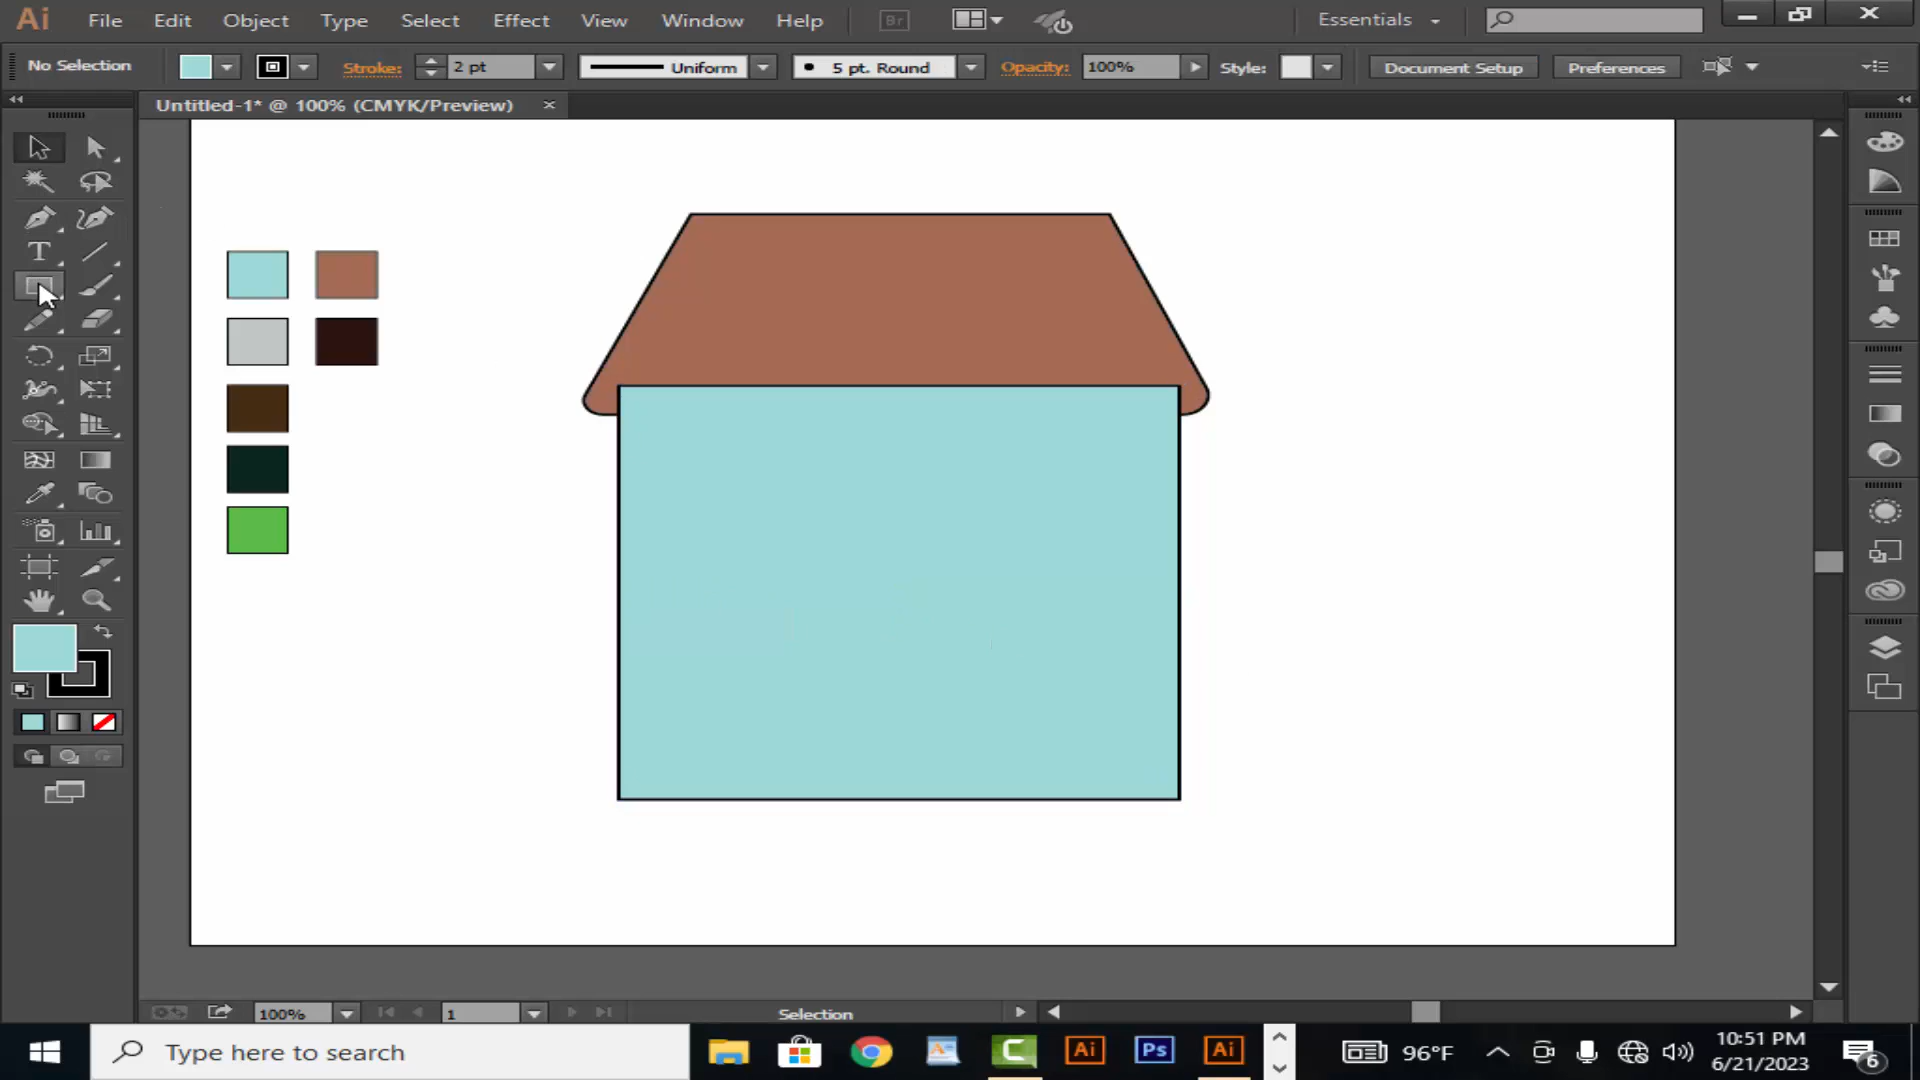 Ai File Edit Object Type Select Effect View Window Help Br Essentials
No Selection Stroke: 2 pt Uniform 5 pt. Round Opacity: 100% Style: Document Setup Preferences
Untitled-1* @ 100% (CMYK/Preview) ×
T
100% 1 Selection
Type here to search Ai Ps Ai 96°F 10:51 PM
6/21/2023 6